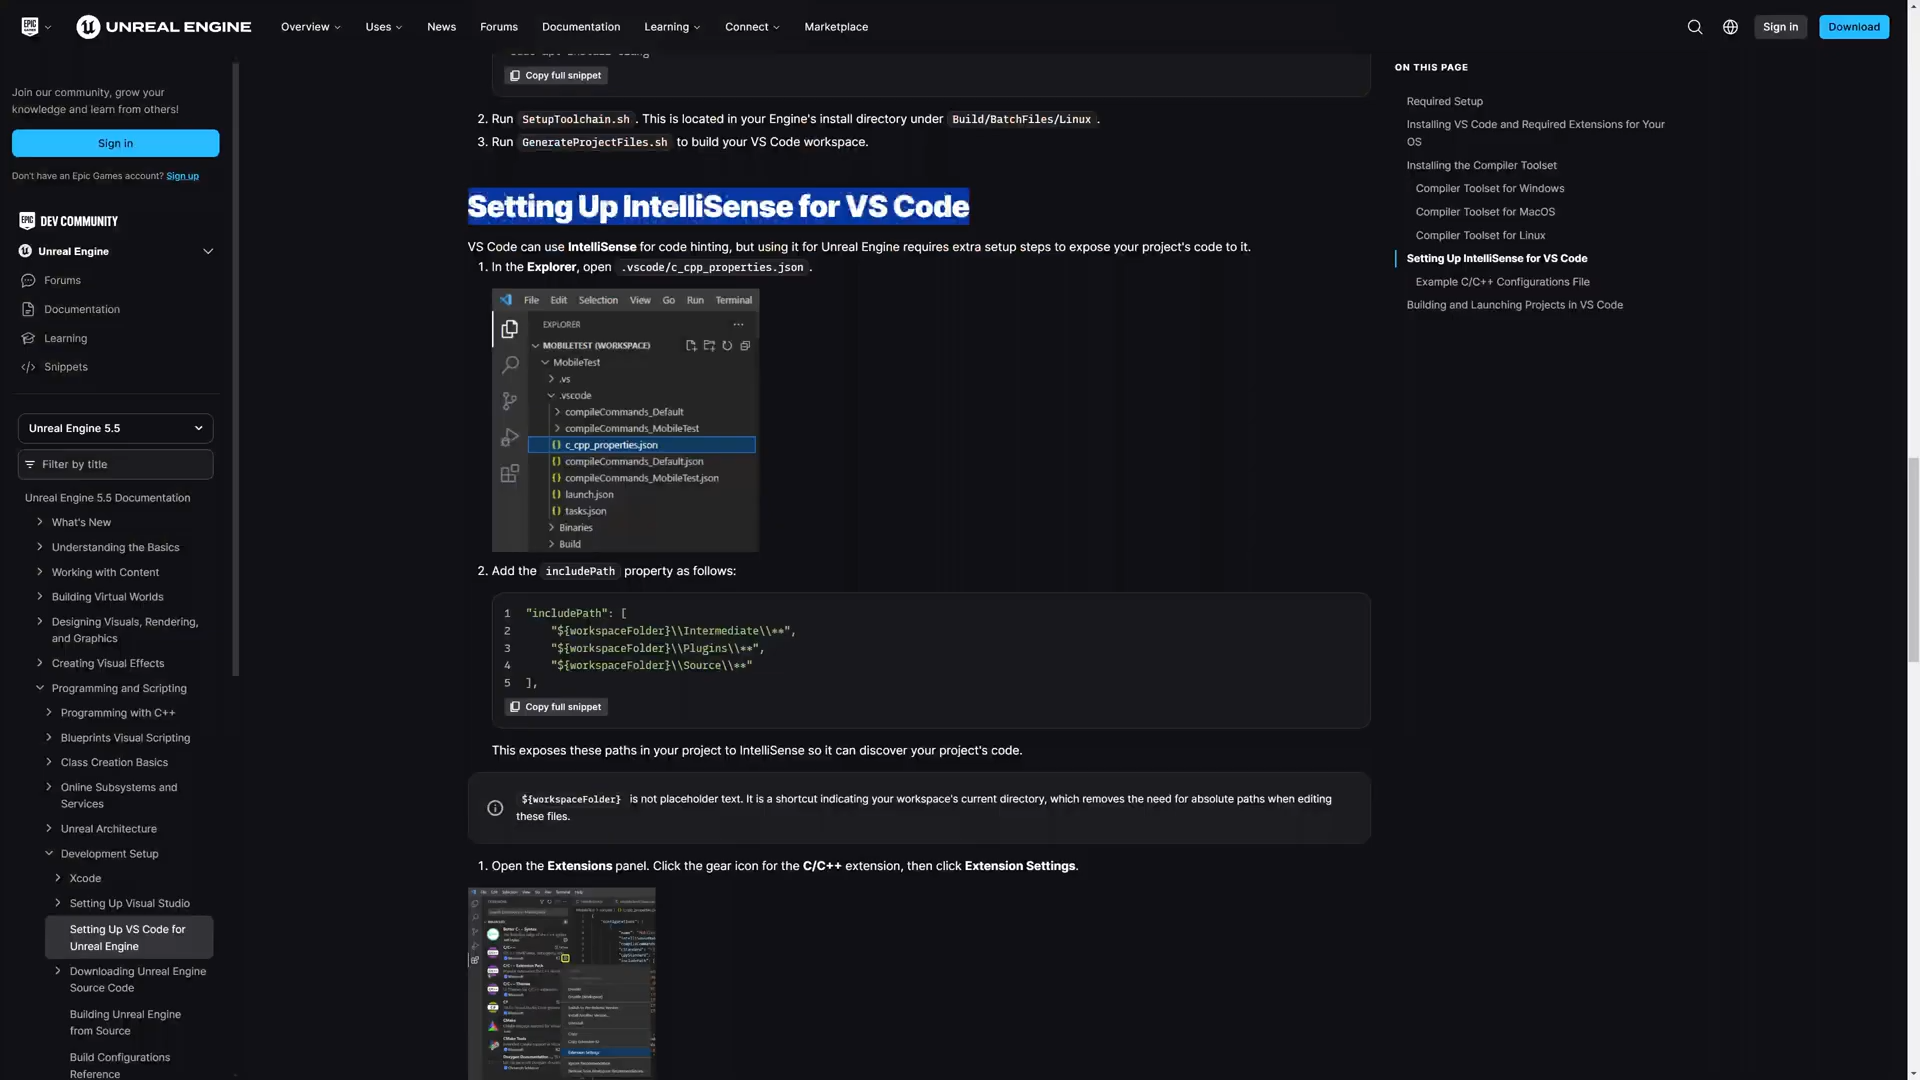 EPIC GAMES
UNREAL ENGINE
Overview
Uses
News
Forums
Documentation
Learning
Connect
Marketplace
Sign in
Download
Join our community, grow your
knowledge and learn from others!
Sign in
Don't have an Epic Games account? Sign up
EPIC DEV COMMUNITY
Unreal Engine
Forums
Documentation
Learning
Snippets
Unreal Engine 5.5
Filter by title
Unreal Engine 5.5 Documentation
What's New
Understanding the Basics
Working with Content
Building Virtual Worlds
Designing Visuals, Rendering,
and Graphics
Creating Visual Effects
Programming and Scripting
Programming with C++
Blueprints Visual Scripting
Class Creation Basics
Online Subsystems and
Services
Unreal Architecture
Development Setup
Xcode
Setting Up Visual Studio
Setting Up VS Code for
Unreal Engine
Downloading Unreal Engine
Source Code
Building Unreal Engine
from Source
Build Configurations
Reference
Copy full snippet
2. Run SetupToolchain.sh. This is located in your Engine's install directory under Build/BatchFiles/Linux.
3. Run GenerateProjectFiles.sh to build your VS Code workspace.
Setting Up IntelliSense for VS Code
VS Code can use IntelliSense for code hinting, but using it for Unreal Engine requires extra setup steps to expose your project's code to it.
1. In the Explorer, open .vscode/c_cpp_properties.json.
File Edit Selection View Go Run Terminal
EXPLORER
MOBILETEST (WORKSPACE)
MobileTest
.vs
.vscode
compileCommands_Default
compileCommands_MobileTest
c_cpp_properties.json
compileCommands_Default.json
compileCommands_MobileTest.json
launch.json
tasks.json
Binaries
Build
2. Add the includePath property as follows:
1 "includePath": [
2 "${workspaceFolder}\\Intermediate\\**",
3 "${workspaceFolder}\\Plugins\\**",
4 "${workspaceFolder}\\Source\\**"
5 ],
Copy full snippet
This exposes these paths in your project to IntelliSense so it can discover your project's code.
${workspaceFolder} is not placeholder text. It is a shortcut indicating your workspace's current directory, which removes the need for absolute paths when editing
these files.
1. Open the Extensions panel. Click the gear icon for the C/C++ extension, then click Extension Settings.
Extension Settings
ON THIS PAGE
Required Setup
Installing VS Code and Required Extensions for Your
OS
Installing the Compiler Toolset
Compiler Toolset for Windows
Compiler Toolset for MacOS
Compiler Toolset for Linux
Setting Up IntelliSense for VS Code
Example C/C++ Configurations File
Building and Launching Projects in VS Code